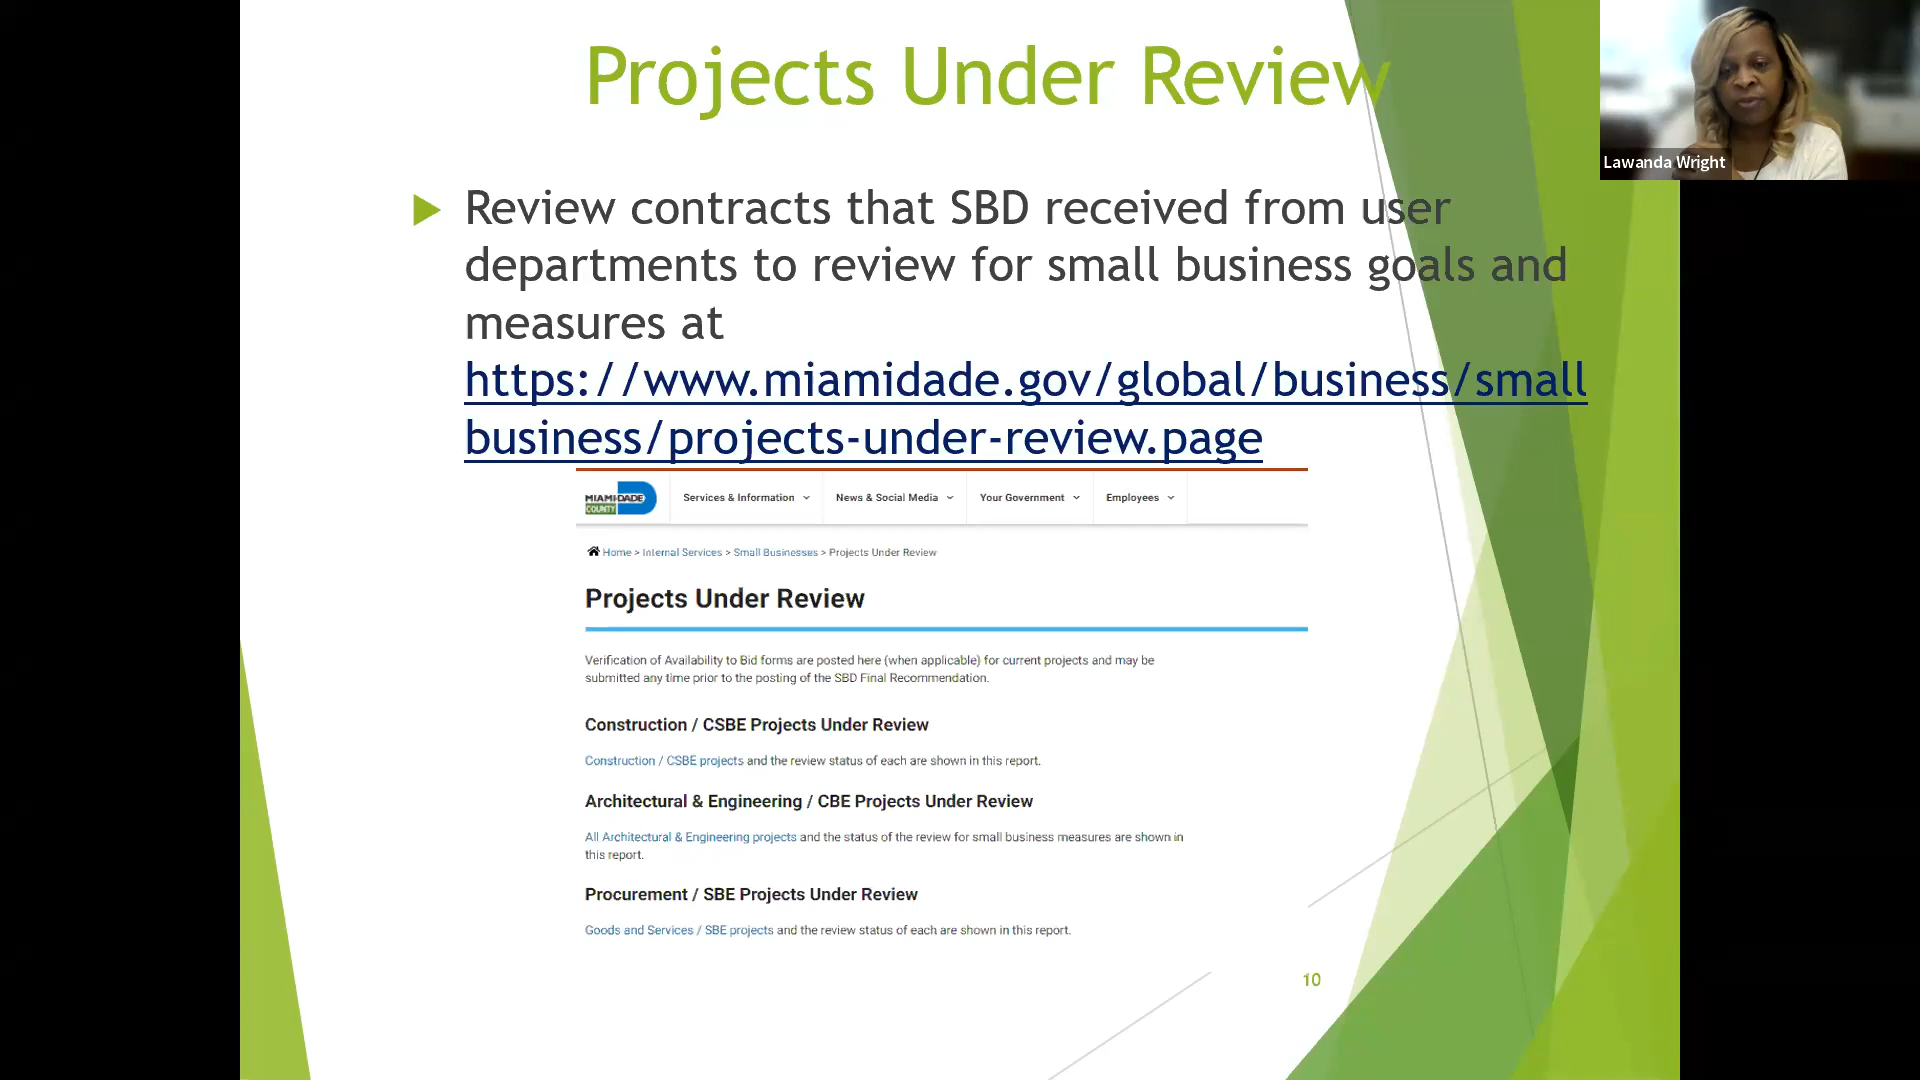 Projects Under Review
Lawanda Wright
Review contracts that SBD received from user
departments to review for small business goals and
measures at
https://www.miamidade.gov/global/business/small
business/projects-under-review.page
MIAMI-DADE
COUNTY
Services & Information
News & Social Media
Your Government
Employees
Home > Internal Services > Small Businesses > Projects Under Review
Projects Under Review
Verification of Availability to Bid forms are posted here (when applicable) for current projects and may be
submitted any time prior to the posting of the SBD Final Recommendation.
Construction / CSBE Projects Under Review
Construction / CSBE projects and the review status of each are shown in this report.
Architectural & Engineering / CBE Projects Under Review
All Architectural & Engineering projects and the status of the review for small business measures are shown in
this report.
Procurement / SBE Projects Under Review
Goods and Services / SBE projects and the review status of each are shown in this report.
10